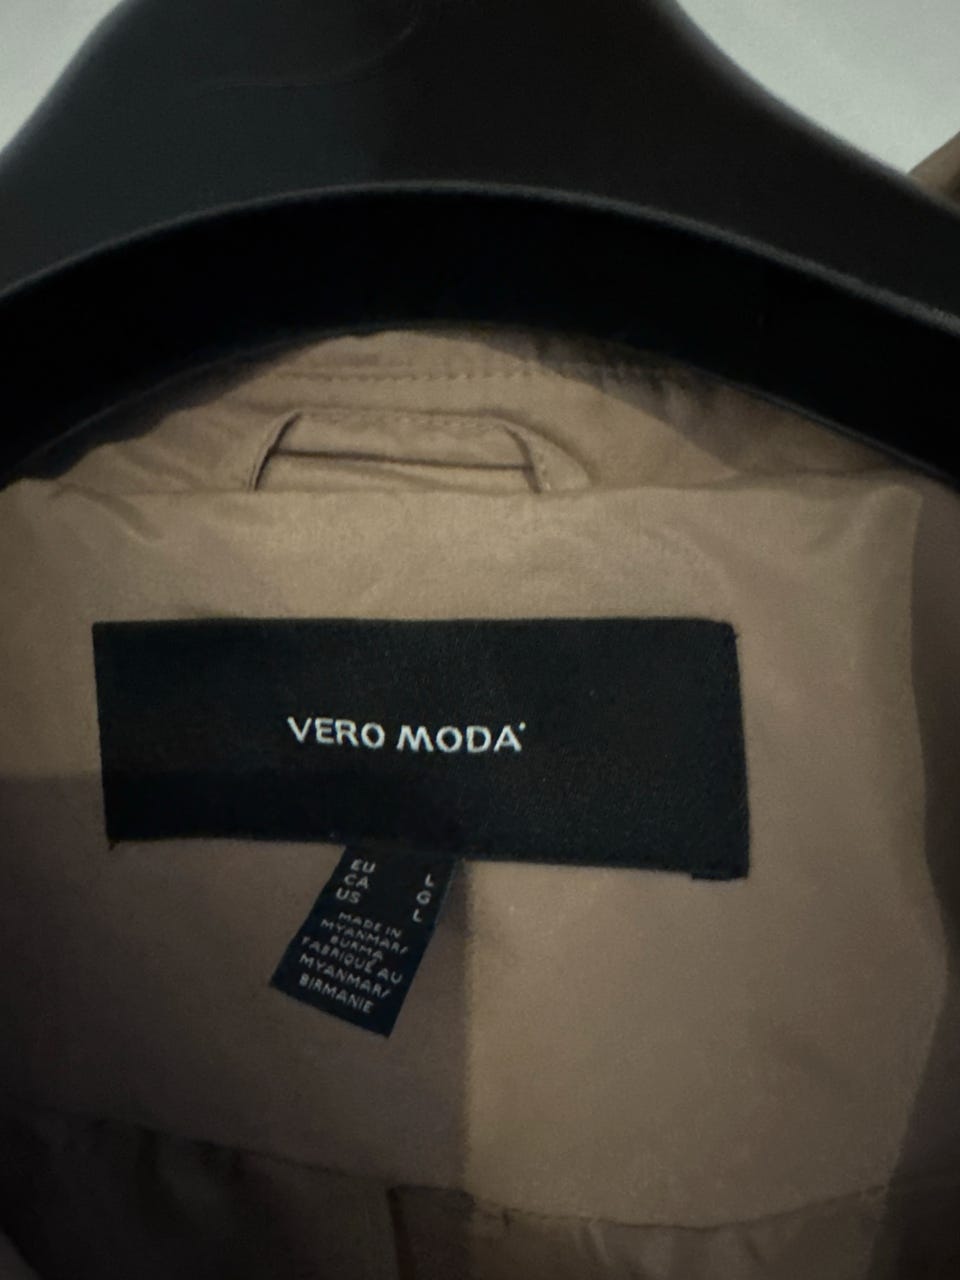 VERO MODA
EU L
CA G
US L
MADE IN
MYANMAR/
BURMA
FABRIQUÉ AU
MYANMAR/
BIRMANIE